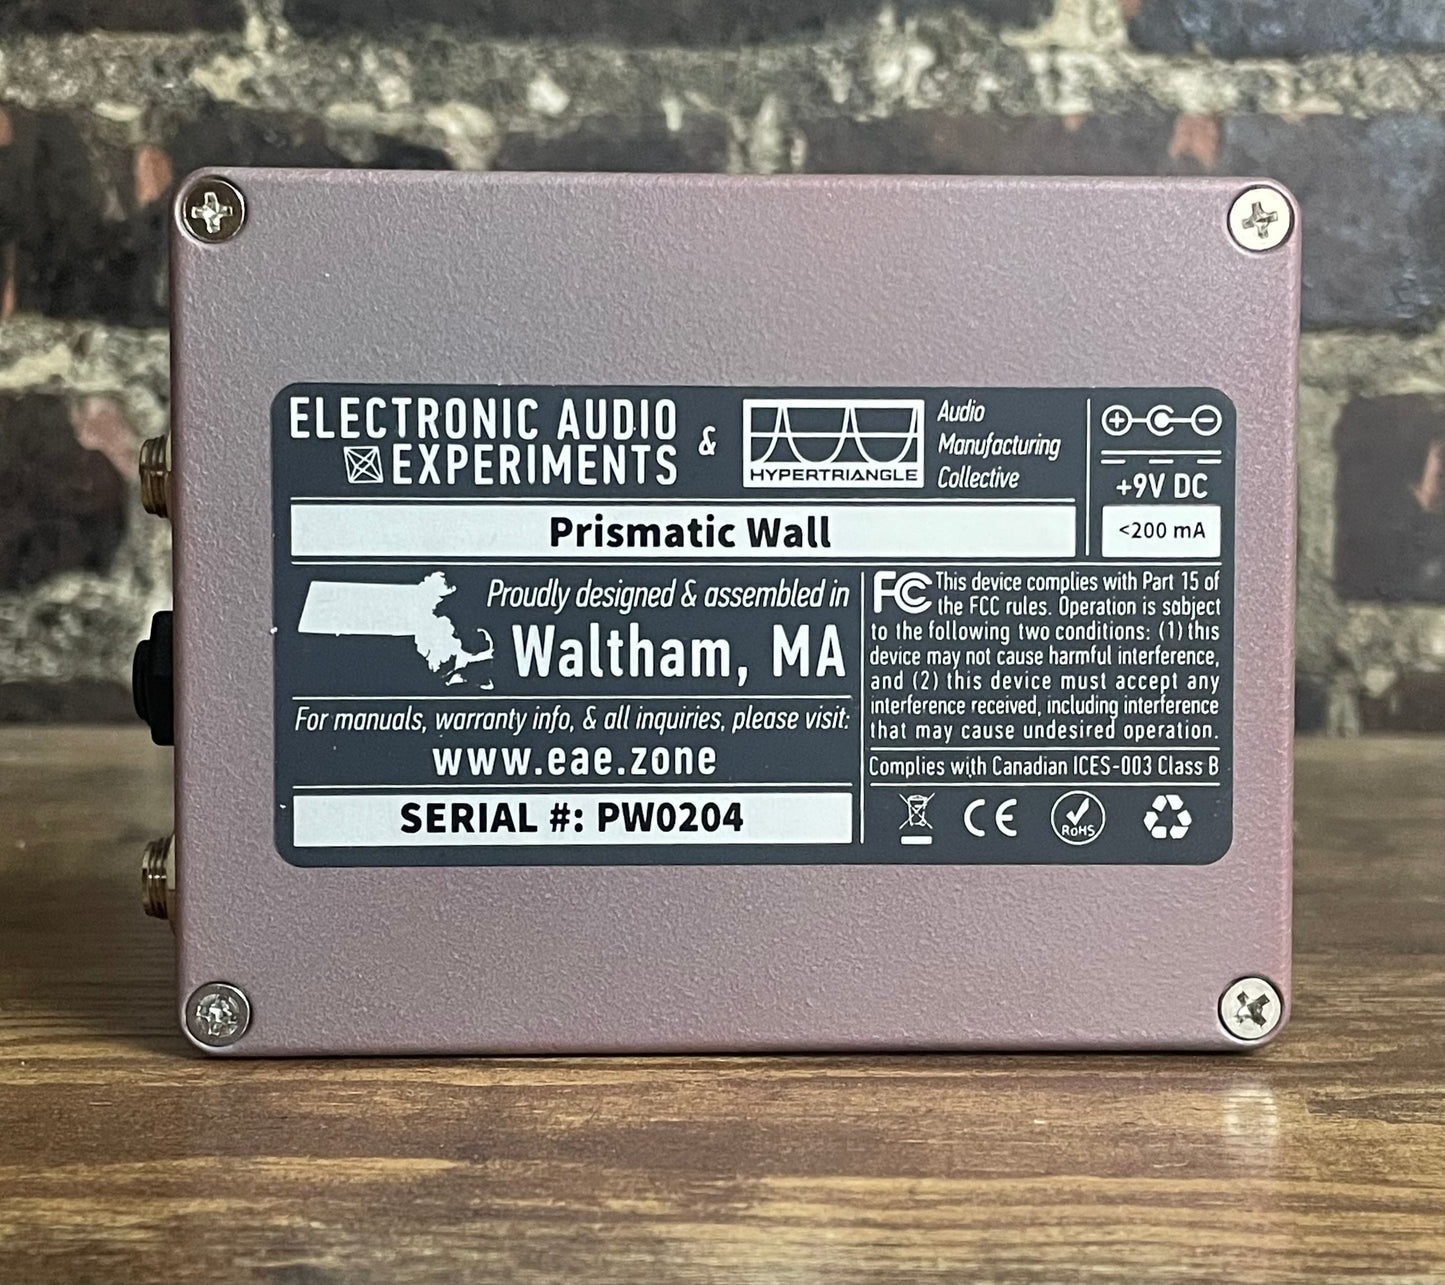 ELECTRONIC AUDIO
EXPERIMENTS
&
HYPERTRIANGLE
Audio
Manufacturing
Collective
+9V DC
<200 mA
Prismatic Wall
Proudly designed & assembled in
Waltham, MA
For manuals, warranty info, & all inquiries, please visit:
www.eae.zone
SERIAL #: PW0204
FC This device complies with Part 15 of
the FCC rules. Operation is sobject
to the following two conditions: (1) this
device may not cause harmful interference,
and (2) this device must accept any
interference received, including interference
that may cause undesired operation.
Complies with Canadian ICES-003 Class B
CE
RoHS